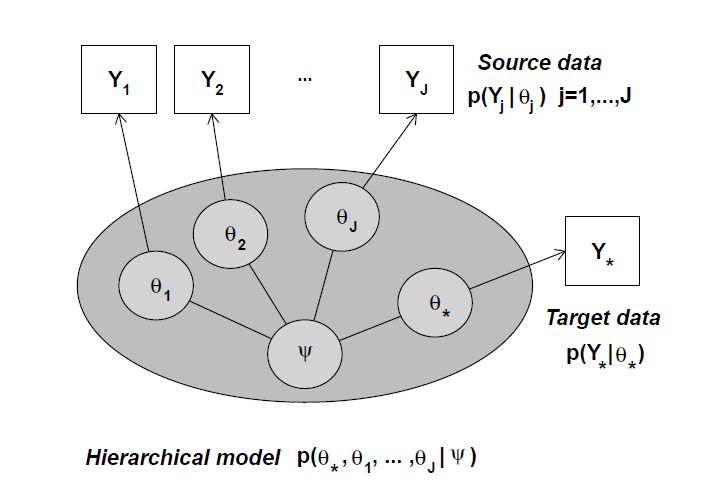 Y1 Y2 ... YJ
Source data
p(Yj | θj ) j=1,...,J
θ1
θ2
θJ
θ*
ψ
Y*
Target data
p(Y*|θ*)
Hierarchical model p(θ*,θ1, ... ,θJ | ψ)